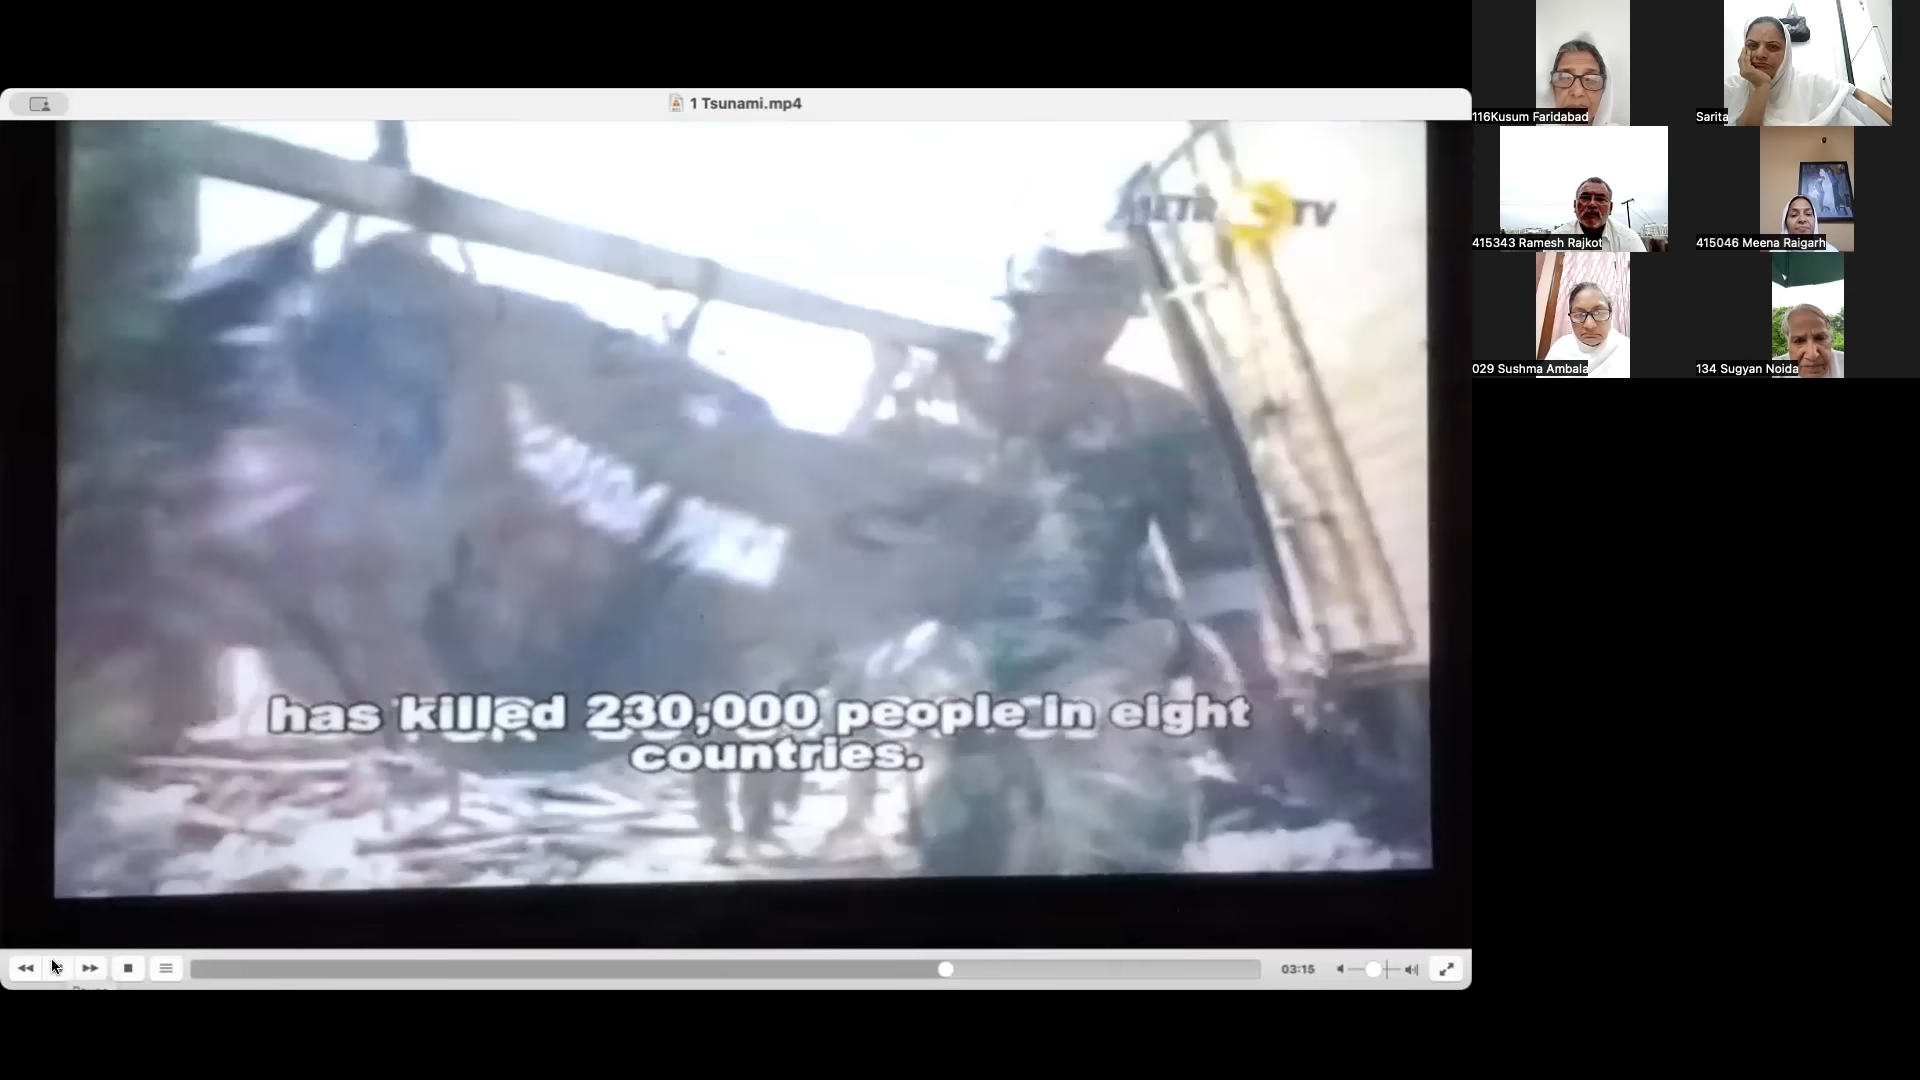 1 Tsunami.mp4
METRO TV
has killed 230,000 people in eight
countries.
03:15
116Kusum Faridabad
Sarita
415343 Ramesh Rajkot
415046 Meena Raigarh
029 Sushma Ambala
134 Sugyan Noida